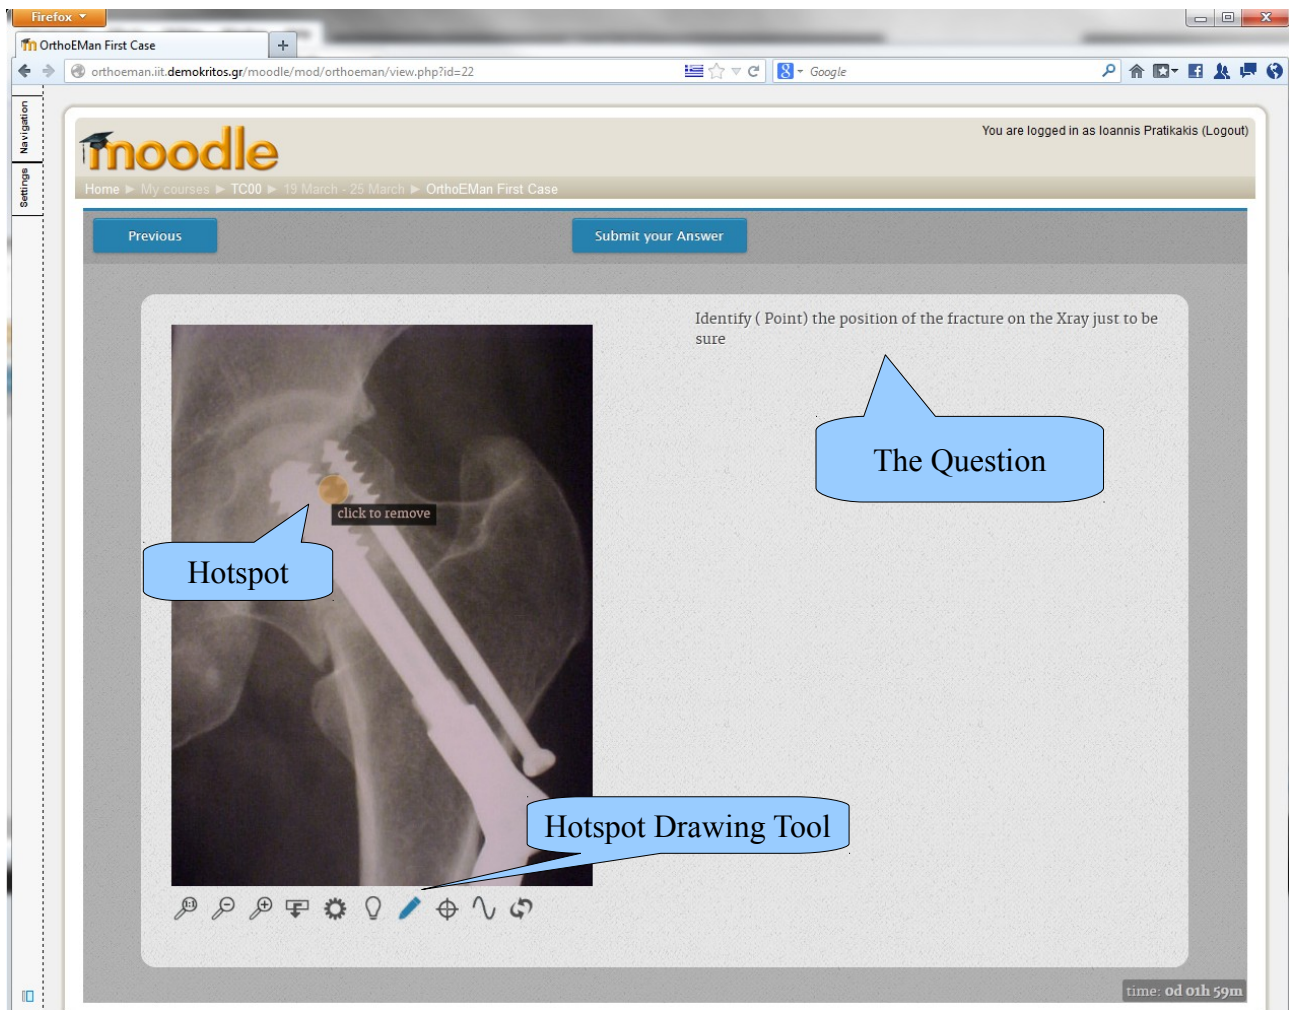 Firefox
OrthoEMan First Case
orthoeman.iit.demokritos.gr/moodle/mod/orthoeman/view.php?id=22
Google
Navigation
Settings
moodle
You are logged in as Ioannis Pratikakis (Logout)
Home ► My courses ► TC00 ► 19 March - 25 March ► OrthoEMan First Case
Previous
Submit your Answer
Identify ( Point) the position of the fracture on the Xray just to be
sure
The Question
click to remove
Hotspot
Hotspot Drawing Tool
1:1
time: 0d 01h 59m